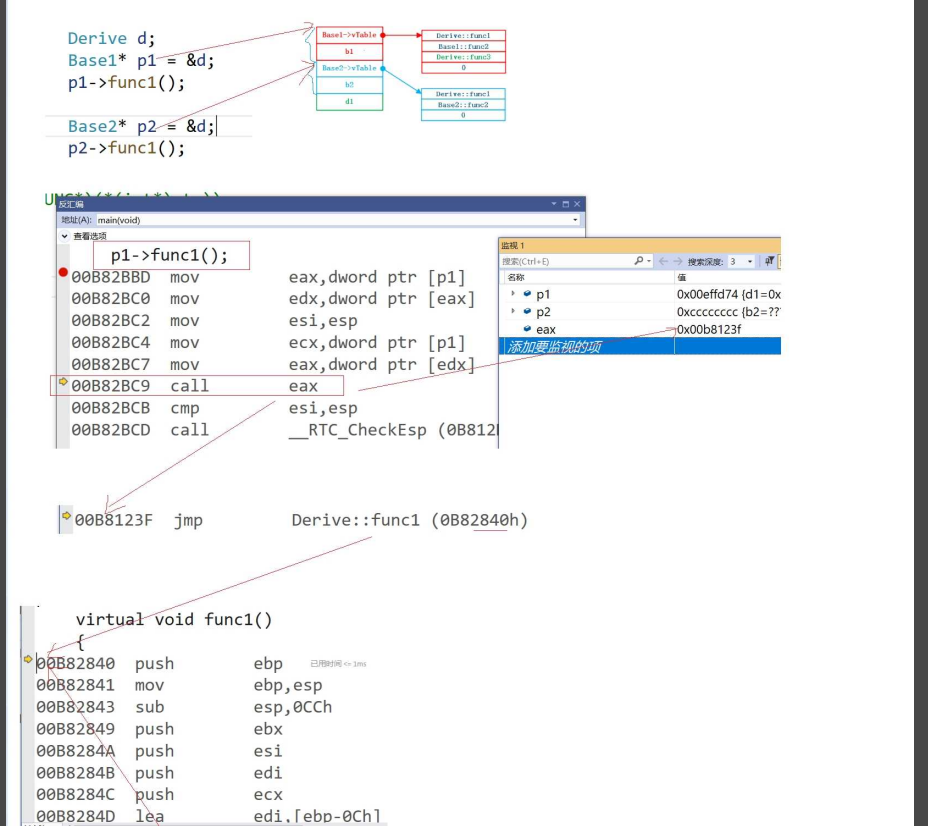 Derive d;
Base1* p1 = &d;
p1->func1();
Base2* p2 = &d;
p2->func1();
Base1->vTable
b1
Base2->vTable
b2
d1
Derive::func1
Base1::func2
Derive::func3
0
Derive::func1
Base2::func2
0
反汇编
地址(A): main(void)
查看选项
p1->func1();
00B82BBD mov eax,dword ptr [p1]
00B82BC0 mov edx,dword ptr [eax]
00B82BC2 mov esi,esp
00B82BC4 mov ecx,dword ptr [p1]
00B82BC7 mov eax,dword ptr [edx]
00B82BC9 call eax
00B82BCB cmp esi,esp
00B82BCD call __RTC_CheckEsp (0B812
监视 1
搜索(Ctrl+E) 搜索深度: 3
名称 值
p1 0x00effd74 {d1=0x
p2 0xcccccccc {b2=??
eax 0x00b8123f
添加要监视的项
00B8123F jmp Derive::func1 (0B82840h)
virtual void func1()
{
00B82840 push ebp 已用时间 <= 1ms
00B82841 mov ebp,esp
00B82843 sub esp,0CCh
00B82849 push ebx
00B8284A push esi
00B8284B push edi
00B8284C push ecx
00B8284D lea edi,[ebp-0Ch]